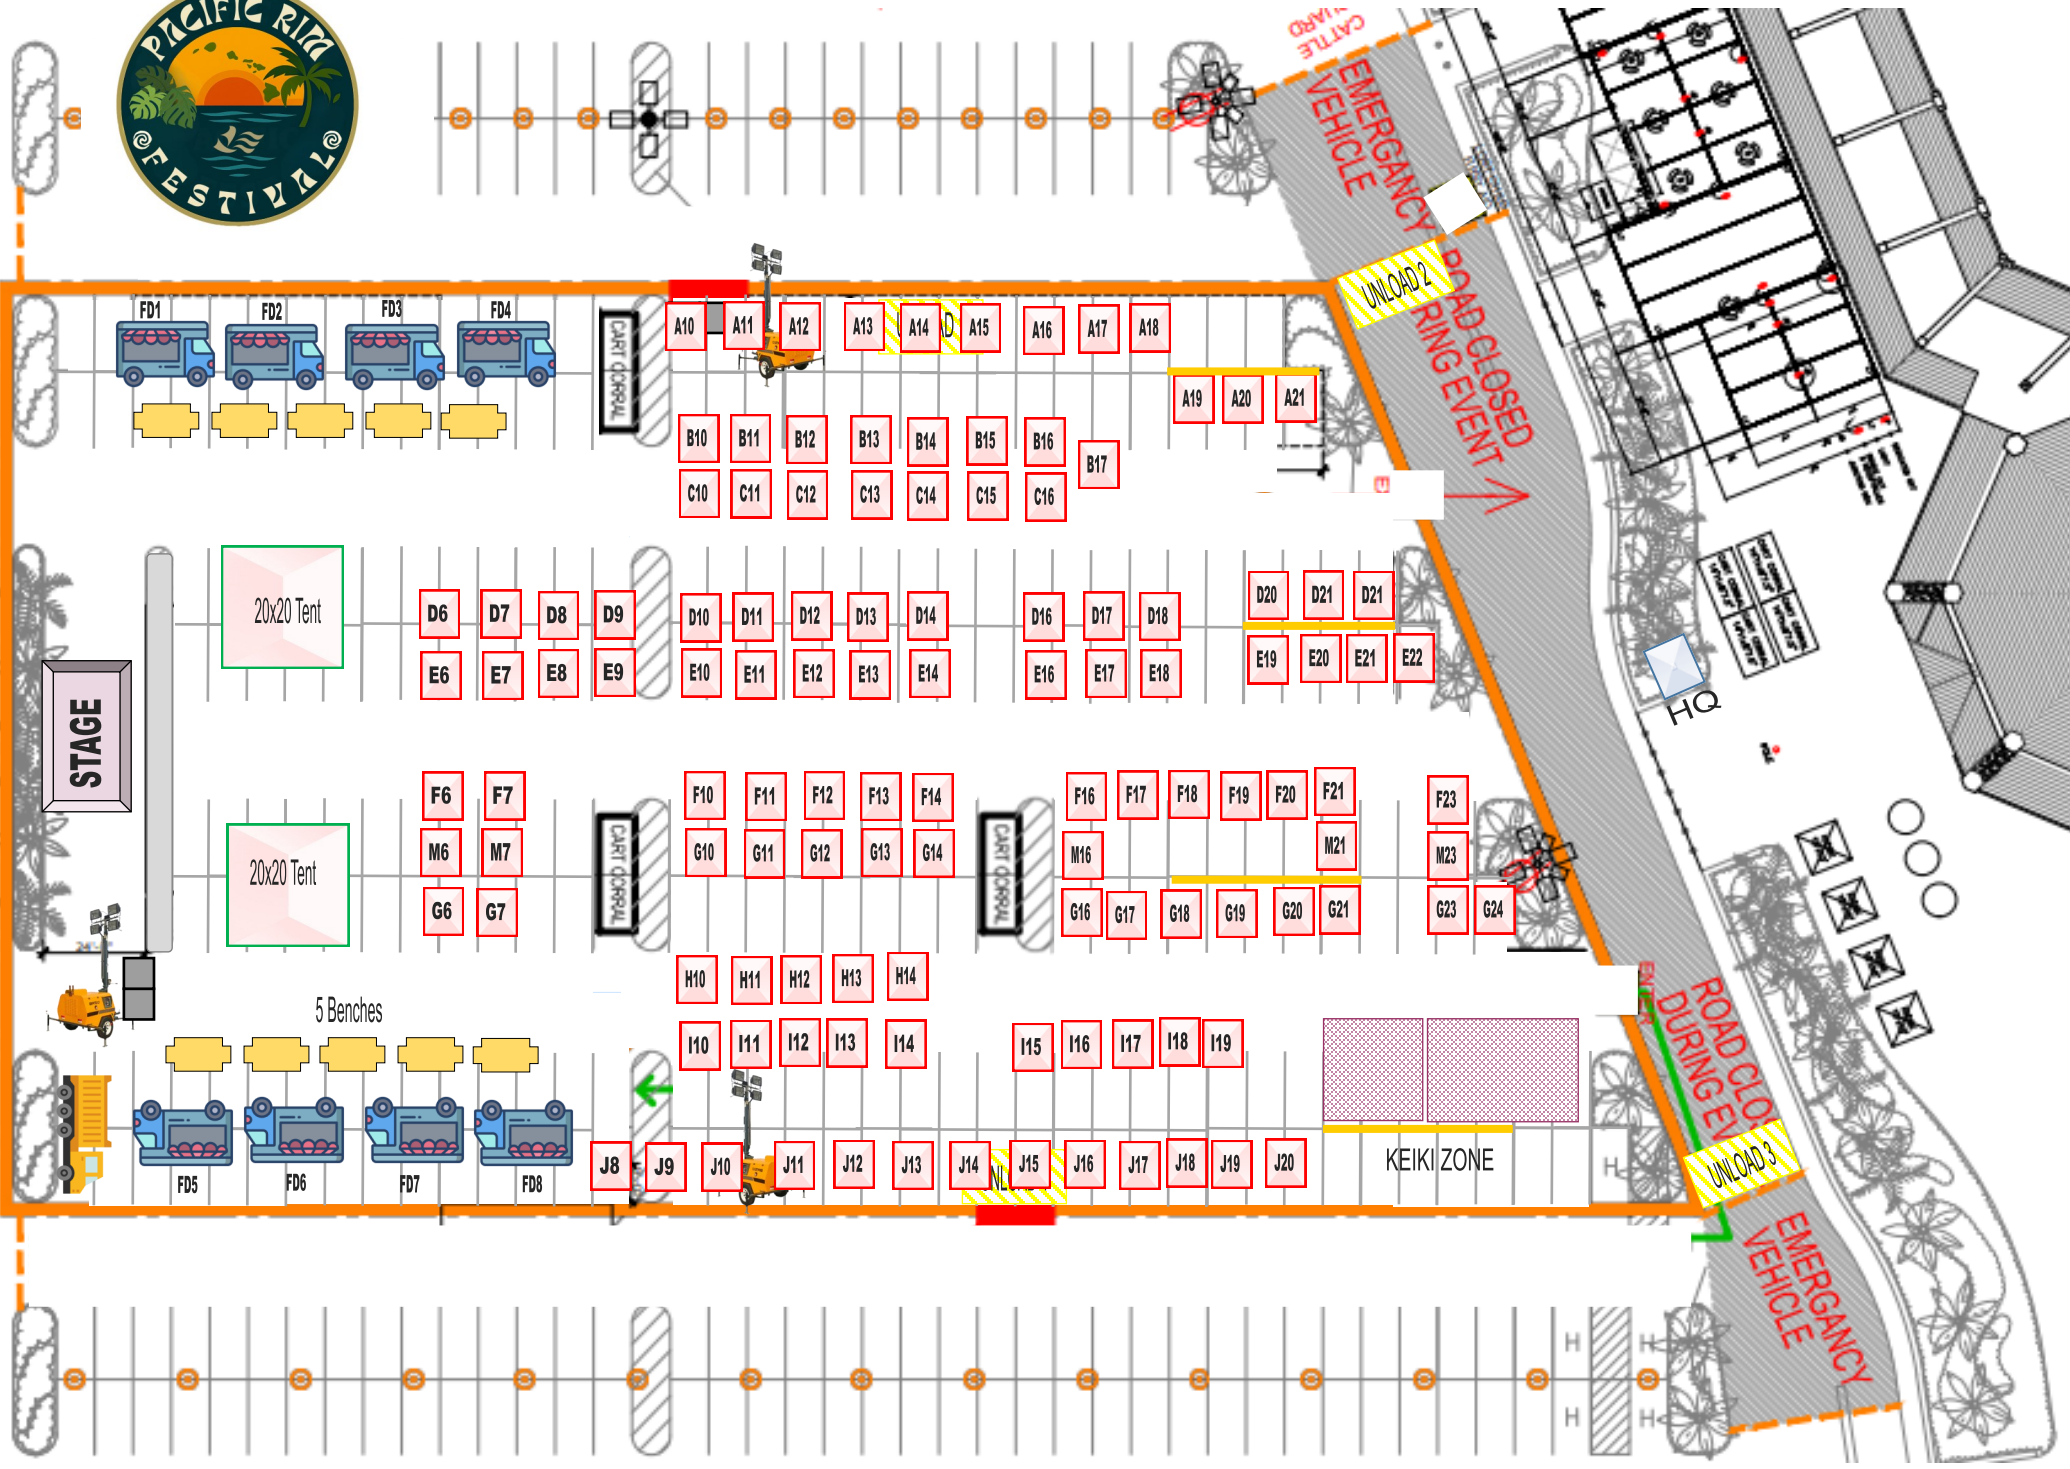 PACIFIC RIM
FESTIVAL
CATTLE
GUARD
EMERGANCY
VEHICLE
UNLOAD 2
ROAD CLOSED
RING EVENT
FD1
FD2
FD3
FD4
CART CORRAL
A10
A11
A12
A13
A14
A15
A16
A17
A18
A19
A20
A21
B10
B11
B12
B13
B14
B15
B16
B17
C10
C11
C12
C13
C14
C15
C16
20x20 Tent
D6
D7
D8
D9
D10
D11
D12
D13
D14
D16
D17
D18
D20
D21
D21
E6
E7
E8
E9
E10
E11
E12
E13
E14
E16
E17
E18
E19
E20
E21
E22
HQ
STAGE
F6
F7
F10
F11
F12
F13
F14
F16
F17
F18
F19
F20
F21
F23
20x20 Tent
M6
M7
CART CORRAL
G10
G11
G12
G13
G14
CART CORRAL
M16
M21
M23
G6
G7
G16
G17
G18
G19
G20
G21
G23
G24
H10
H11
H12
H13
H14
ENTER
5 Benches
I10
I11
I12
I13
I14
I15
I16
I17
I18
I19
ROAD CLOS
DURING EV
UNLOAD 3
FD5
FD6
FD7
FD8
J8
J9
J10
J11
J12
J13
J14
J15
J16
J17
J18
J19
J20
KEIKI ZONE
H
EMERGANCY
VEHICLE
H
H
H
H